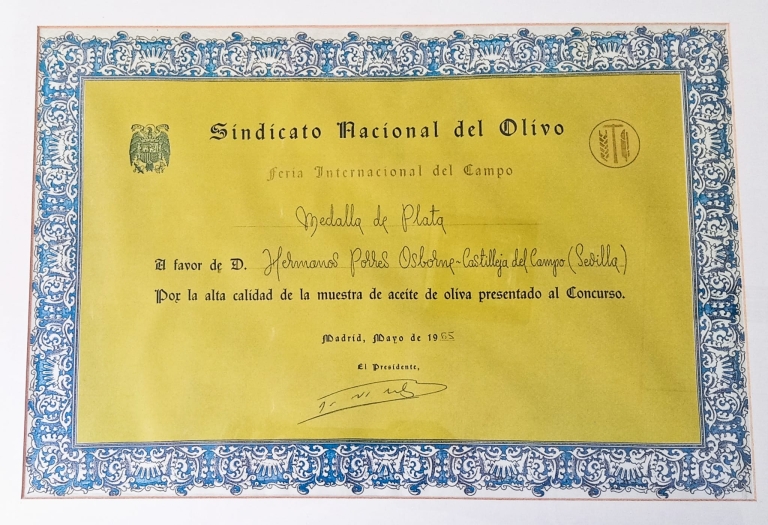 Sindicato Nacional del Olivo
Feria Internacional del Campo
Medalla de Plata
A favor de D. Hermanos Porres Osborne - Castilleja del Campo (Sevilla)
Por la alta calidad de la muestra de aceite de oliva presentado al Concurso.
Madrid, Mayo de 1965
El Presidente,